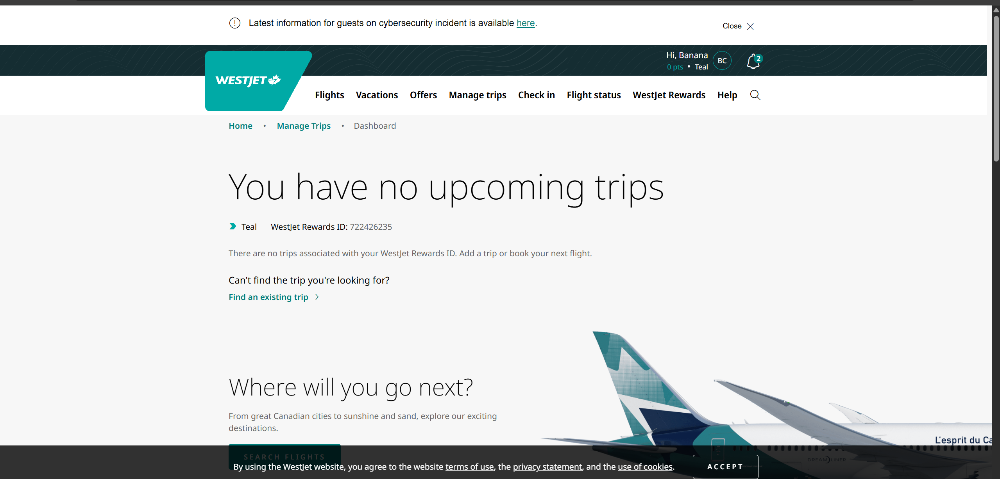 Latest information for guests on cybersecurity incident is available here.
Close
Hi, Banana
0 pts • Teal
BC
2
WESTJET
Flights
Vacations
Offers
Manage trips
Check in
Flight status
WestJet Rewards
Help
Home • Manage Trips • Dashboard
You have no upcoming trips
Teal WestJet Rewards ID: 722426235
There are no trips associated with your WestJet Rewards ID. Add a trip or book your next flight.
Can't find the trip you're looking for?
Find an existing trip
Where will you go next?
From great Canadian cities to sunshine and sand, explore our exciting
destinations.
L'esprit du Ca
DREAMLINER
SEARCH FLIGHTS
By using the WestJet website, you agree to the website terms of use, the privacy statement, and the use of cookies.
ACCEPT